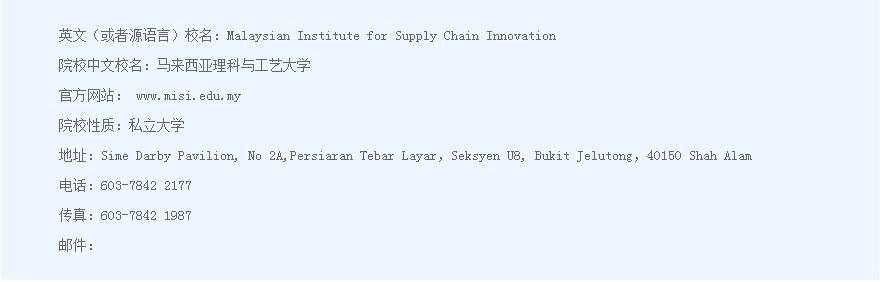 英文（或者源语言）校名：Malaysian Institute for Supply Chain Innovation
院校中文校名：马来西亚理科与工艺大学
官方网站： www.misi.edu.my
院校性质：私立大学
地址：Sime Darby Pavilion, No 2A,Persiaran Tebar Layar，Seksyen U8, Bukit Jelutong，40150 Shah Alam
电话：603-7842 2177
传真：603-7842 1987
邮件：